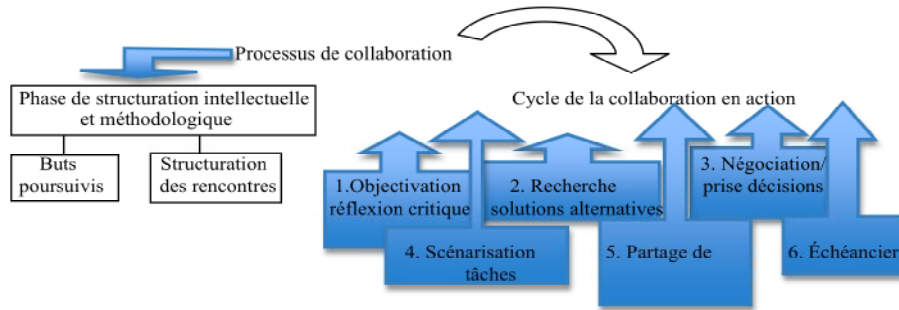 Processus de collaboration
Phase de structuration intellectuelle
et méthodologique
Buts
poursuivis
Structuration
des rencontres
Cycle de la collaboration en action
1.Objectivation
réflexion critique
2. Recherche
solutions alternatives
3. Négociation/
prise décisions
4. Scénarisation
tâches
5. Partage de
6. Échéancier